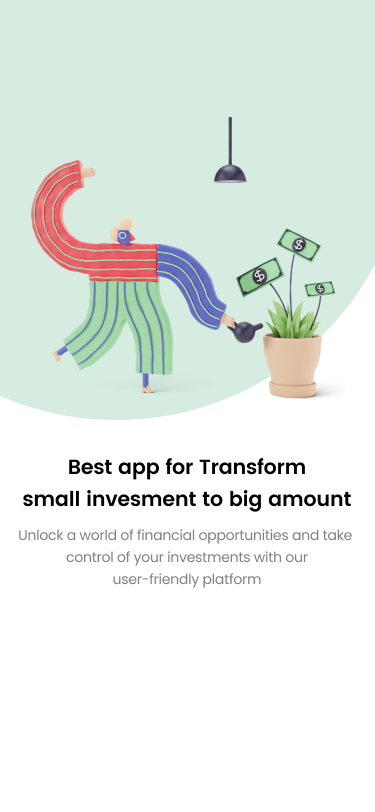 Best app for Transform
small invesment to big amount
Unlock a world of financial opportunities and take
control of your investments with our
user-friendly platform